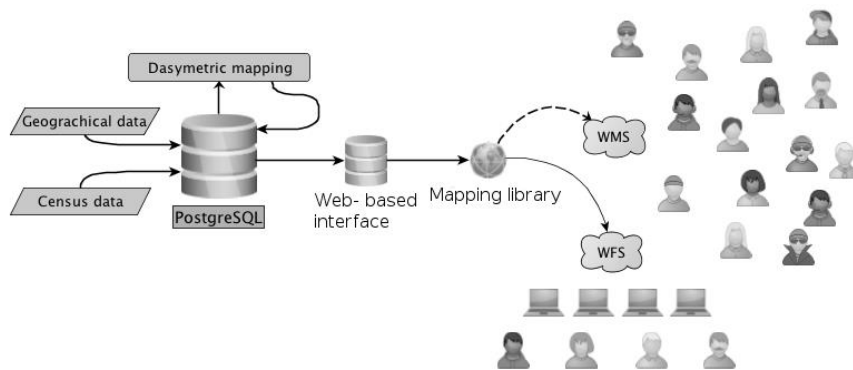 Dasymetric mapping
Geograchical data
Census data
PostgreSQL
Web- based
interface
Mapping library
WMS
WFS